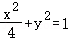 x²/4 + y² = 1